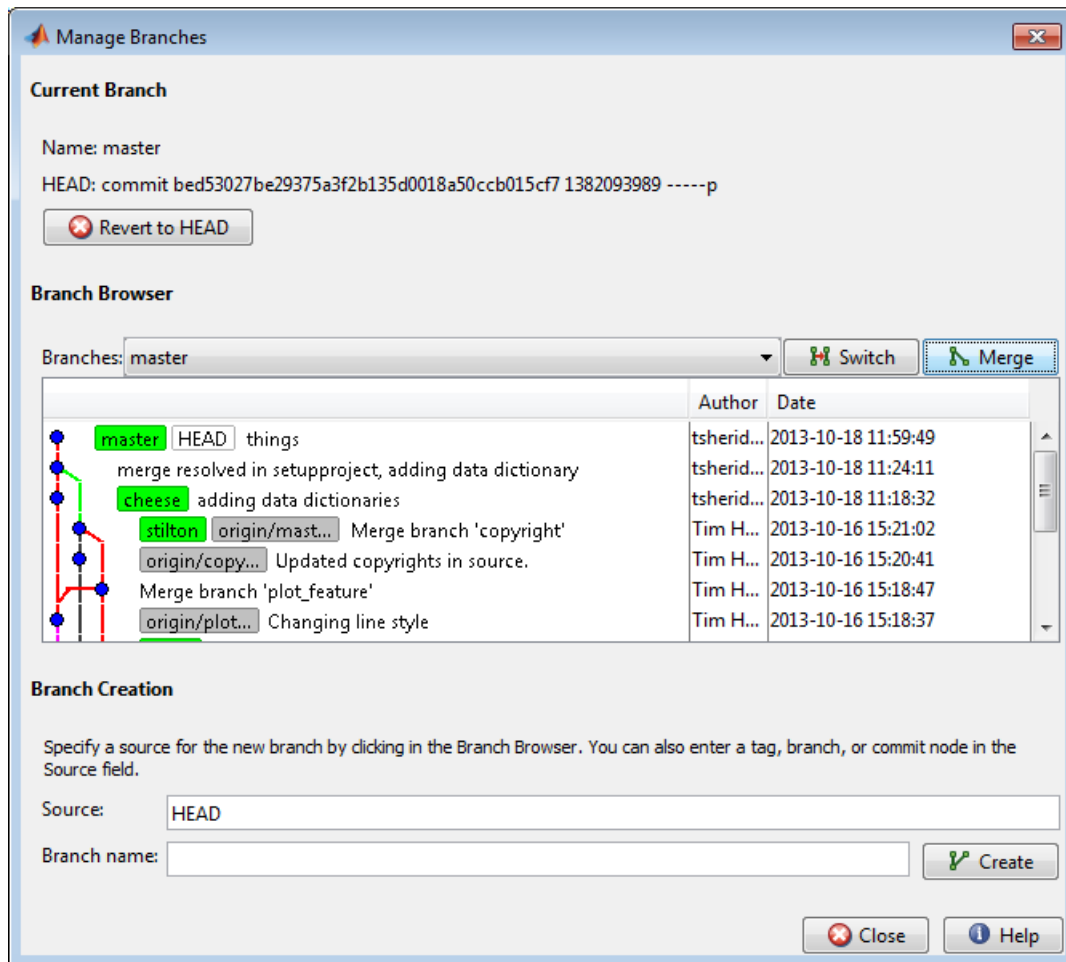 Manage Branches
Current Branch
Name: master
HEAD: commit bed53027be29375a3f2b135d0018a50ccb015cf7 1382093989 -----p
Revert to HEAD
Branch Browser
Branches: master Switch Merge
Author Date
master HEAD things tsherid... 2013-10-18 11:59:49
merge resolved in setupproject, adding data dictionary tsherid... 2013-10-18 11:24:11
cheese adding data dictionaries tsherid... 2013-10-18 11:18:32
stilton origin/mast... Merge branch 'copyright' Tim H... 2013-10-16 15:21:02
origin/copy... Updated copyrights in source. Tim H... 2013-10-16 15:20:41
Merge branch 'plot_feature' Tim H... 2013-10-16 15:18:47
origin/plot... Changing line style Tim H... 2013-10-16 15:18:37
Branch Creation
Specify a source for the new branch by clicking in the Branch Browser. You can also enter a tag, branch, or commit node in the
Source field.
Source: HEAD
Branch name: Create
Close Help